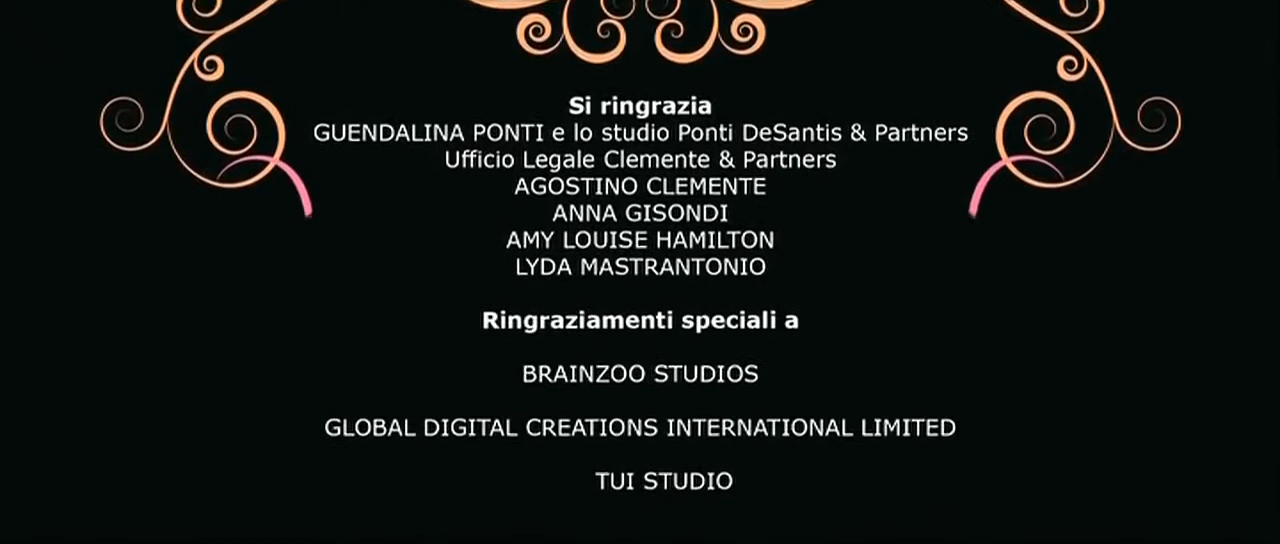 Si ringrazia
GUENDALINA PONTI e lo studio Ponti DeSantis & Partners
Ufficio Legale Clemente & Partners
AGOSTINO CLEMENTE
ANNA GISONDI
AMY LOUISE HAMILTON
LYDA MASTRANTONIO
Ringraziamenti speciali a
BRAINZOO STUDIOS
GLOBAL DIGITAL CREATIONS INTERNATIONAL LIMITED
TUI STUDIO